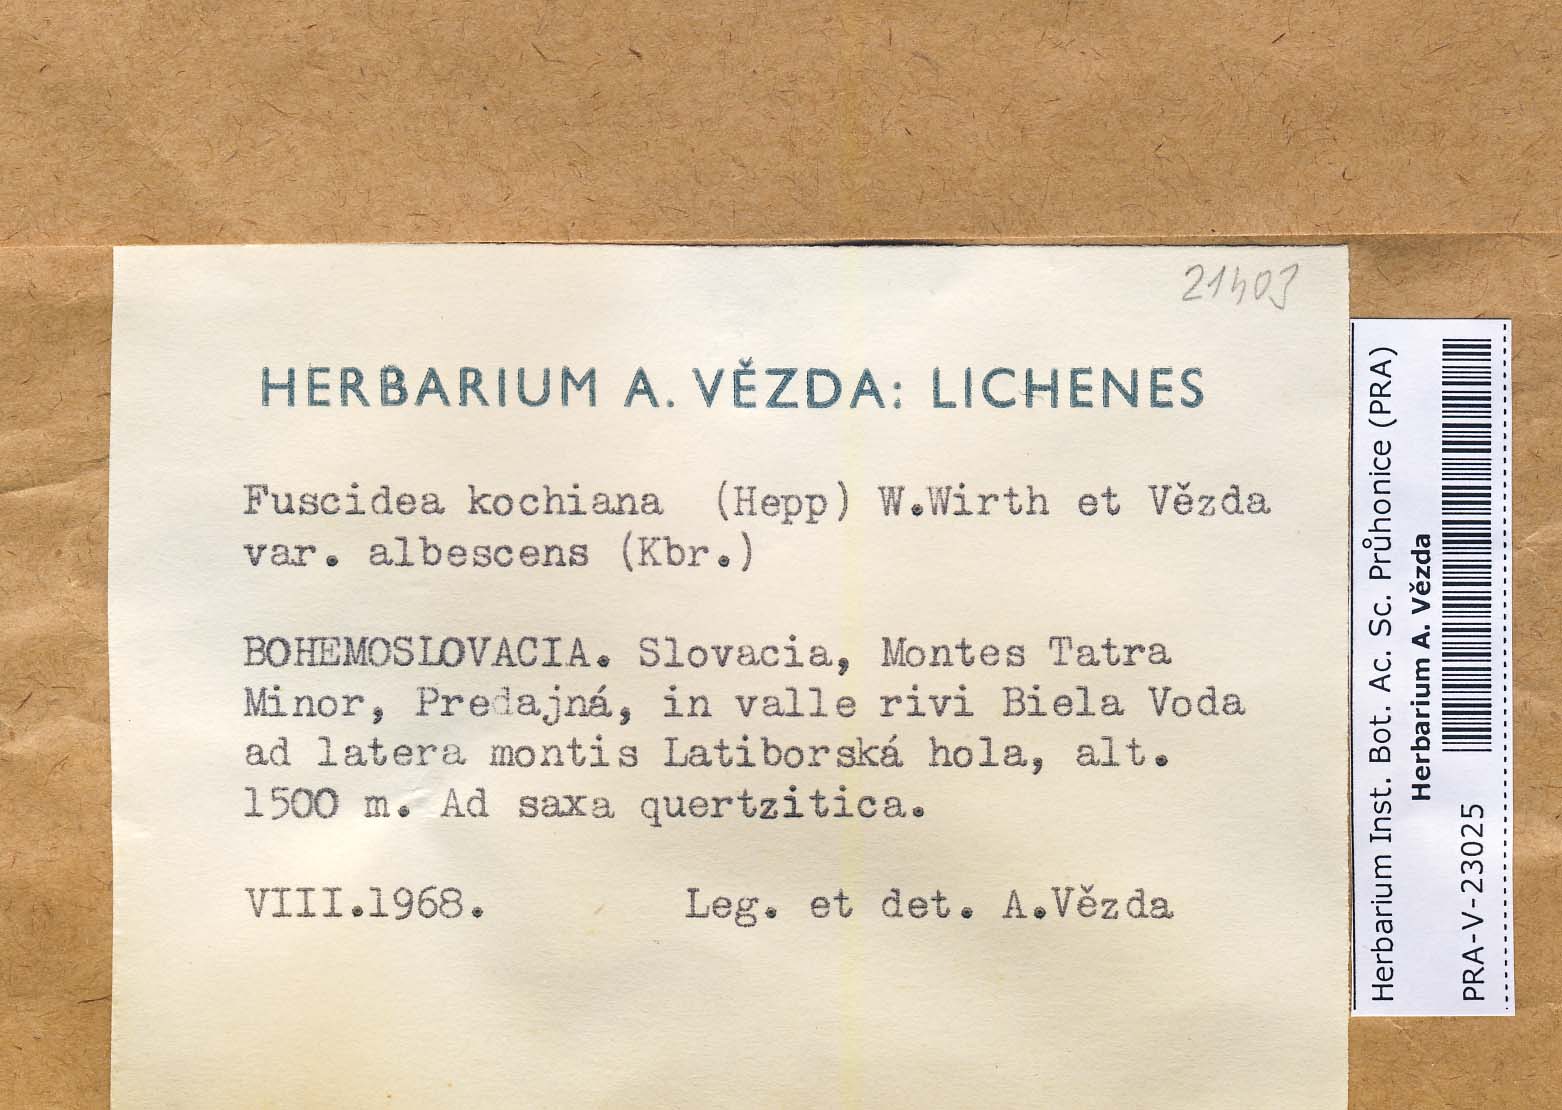 21403
HERBARIUM A. VĚZDA: LICHENES
Fuscidea kochiana (Hepp) W.Wirth et Vězda
var. albescens (Kbr.)
BOHEMOSLOVACIA. Slovacia, Montes Tatra
Minor, Predajná, in valle rivi Biela Voda
ad latera montis Latiborská hola, alt.
1500 m. Ad saxa quertzitica.
VIII.1968. Leg. et det. A.Vězda
Herbarium Inst. Bot. Ac. Sc. Průhonice (PRA)
Herbarium A. Vězda
PRA-V-23025